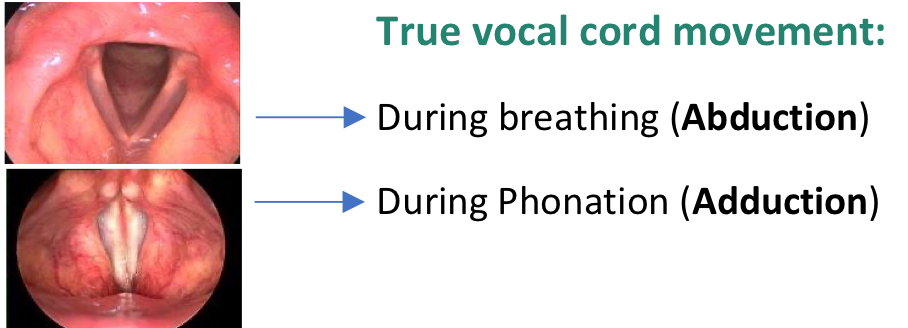 True vocal cord movement:
During breathing (Abduction)
During Phonation (Adduction)